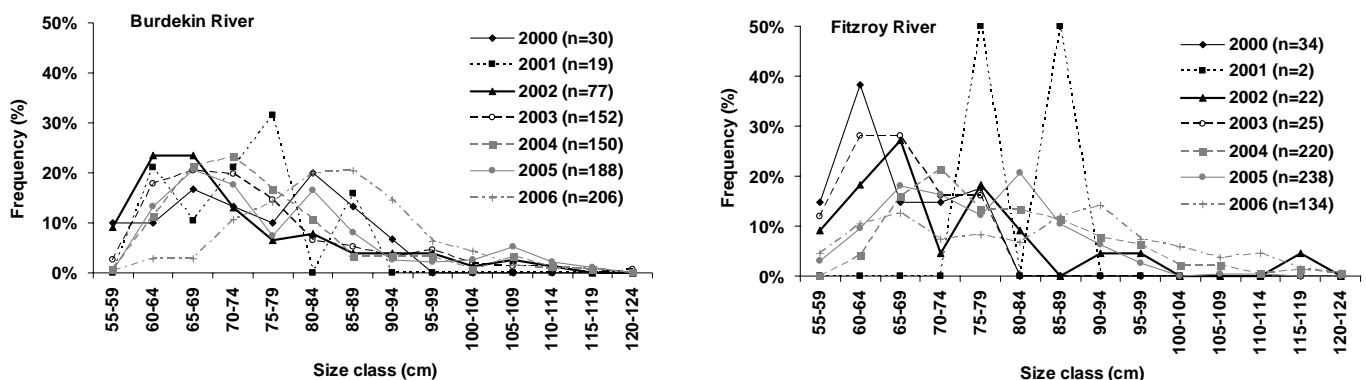 Burdekin River
Frequency (%)
50%
40%
30%
20%
10%
0%
2000 (n=30)
2001 (n=19)
2002 (n=77)
2003 (n=152)
2004 (n=150)
2005 (n=188)
2006 (n=206)
55-59
60-64
65-69
70-74
75-79
80-84
85-89
90-94
95-99
100-104
105-109
110-114
115-119
120-124
Size class (cm)
Fitzroy River
Frequency (%)
50%
40%
30%
20%
10%
0%
2000 (n=34)
2001 (n=2)
2002 (n=22)
2003 (n=25)
2004 (n=220)
2005 (n=238)
2006 (n=134)
55-59
60-64
65-69
70-74
75-79
80-84
85-89
90-94
95-99
100-104
105-109
110-114
115-119
120-124
Size class (cm)